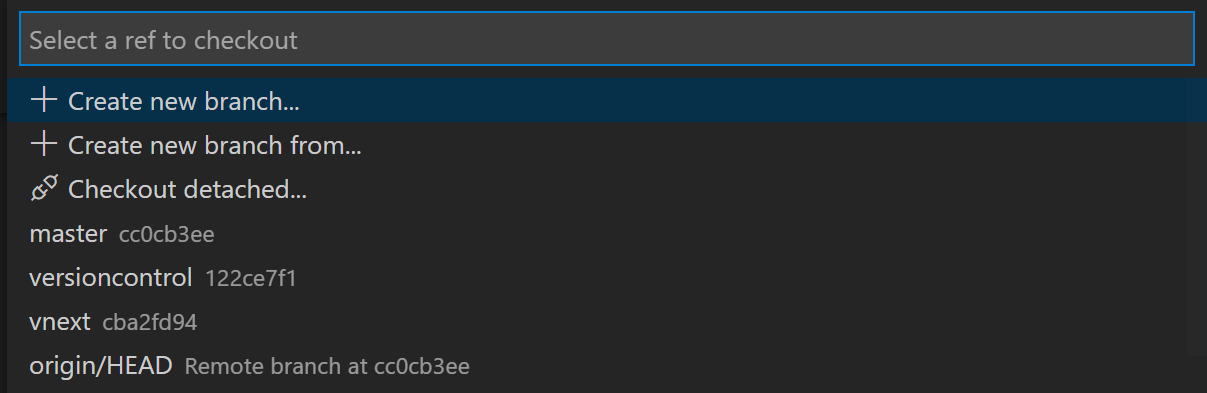 Select a ref to checkout
Create new branch...
Create new branch from...
Checkout detached...
master cc0cb3ee
versioncontrol 122ce7f1
vnext cba2fd94
origin/HEAD Remote branch at cc0cb3ee